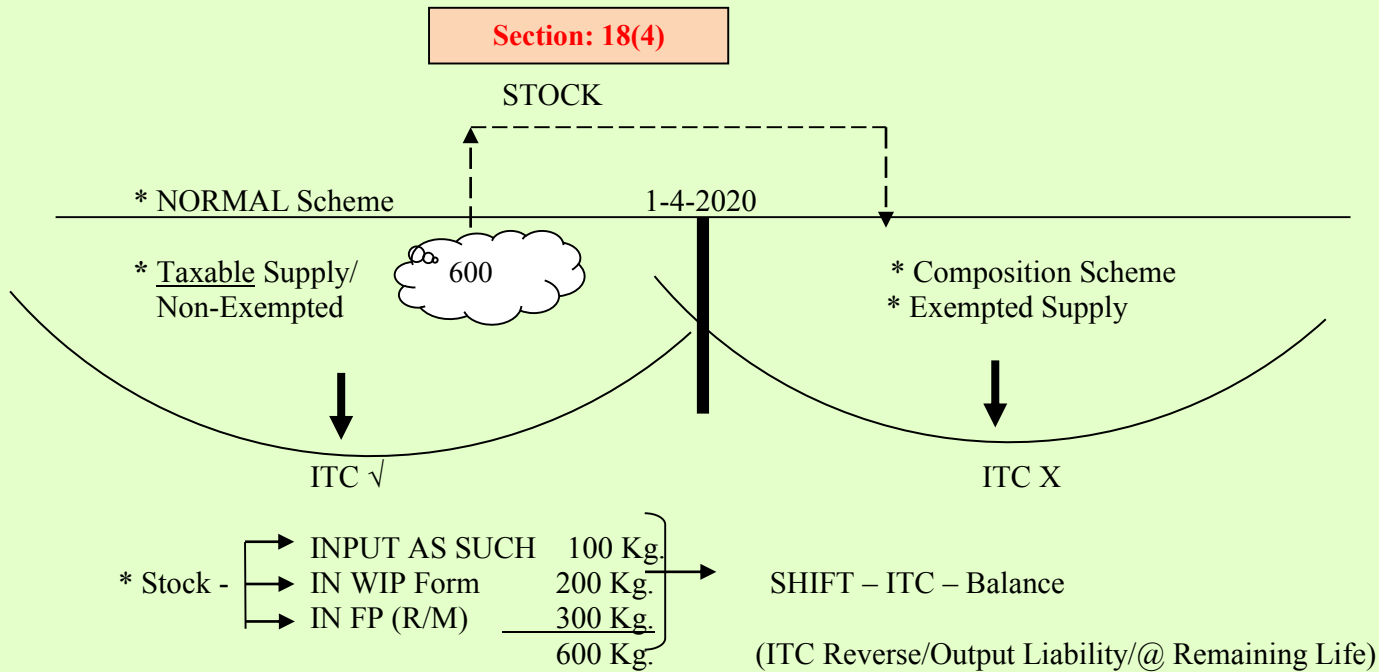 Section: 18(4)
STOCK
* NORMAL Scheme 1-4-2020
* Taxable Supply/ 600 * Composition Scheme
Non-Exempted * Exempted Supply
ITC √ ITC X
INPUT AS SUCH 100 Kg.
* Stock - IN WIP Form 200 Kg. SHIFT – ITC – Balance
IN FP (R/M) 300 Kg.
600 Kg. (ITC Reverse/Output Liability/@ Remaining Life)